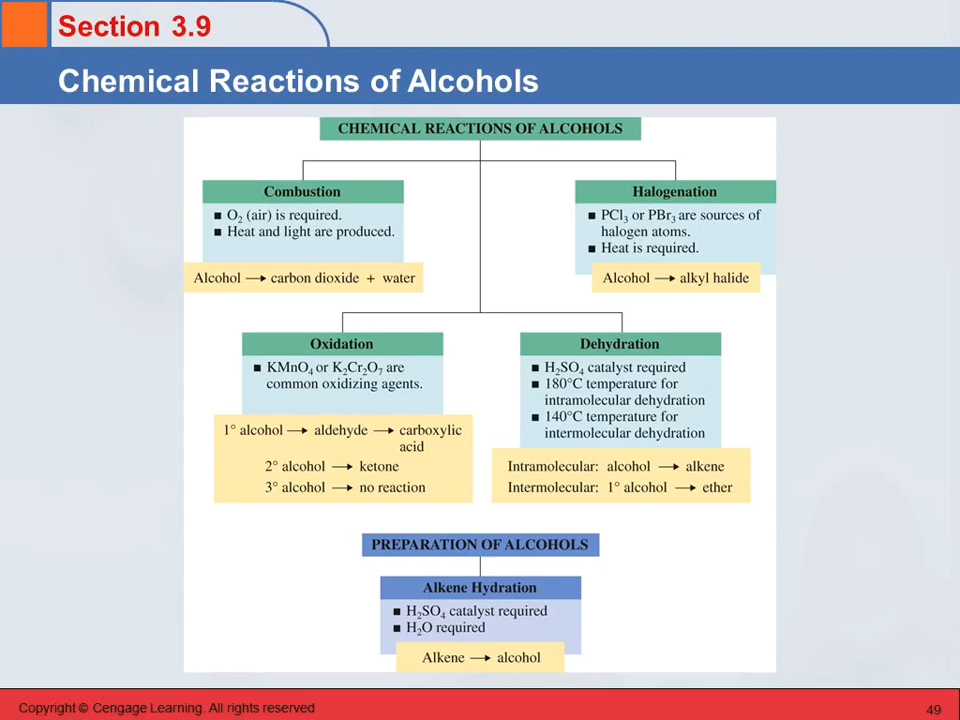 Section 3.9
Chemical Reactions of Alcohols
CHEMICAL REACTIONS OF ALCOHOLS
Combustion
■ O₂ (air) is required.
■ Heat and light are produced.
Alcohol → carbon dioxide + water
Halogenation
■ PCl₃ or PBr₃ are sources of
halogen atoms.
■ Heat is required.
Alcohol → alkyl halide
Oxidation
■ KMnO₄ or K₂Cr₂O₇ are
common oxidizing agents.
1° alcohol → aldehyde → carboxylic
acid
2° alcohol → ketone
3° alcohol → no reaction
Dehydration
■ H₂SO₄ catalyst required
■ 180°C temperature for
intramolecular dehydration
■ 140°C temperature for
intermolecular dehydration
Intramolecular: alcohol → alkene
Intermolecular: 1° alcohol → ether
PREPARATION OF ALCOHOLS
Alkene Hydration
■ H₂SO₄ catalyst required
■ H₂O required
Alkene → alcohol
Copyright © Cengage Learning. All rights reserved
49